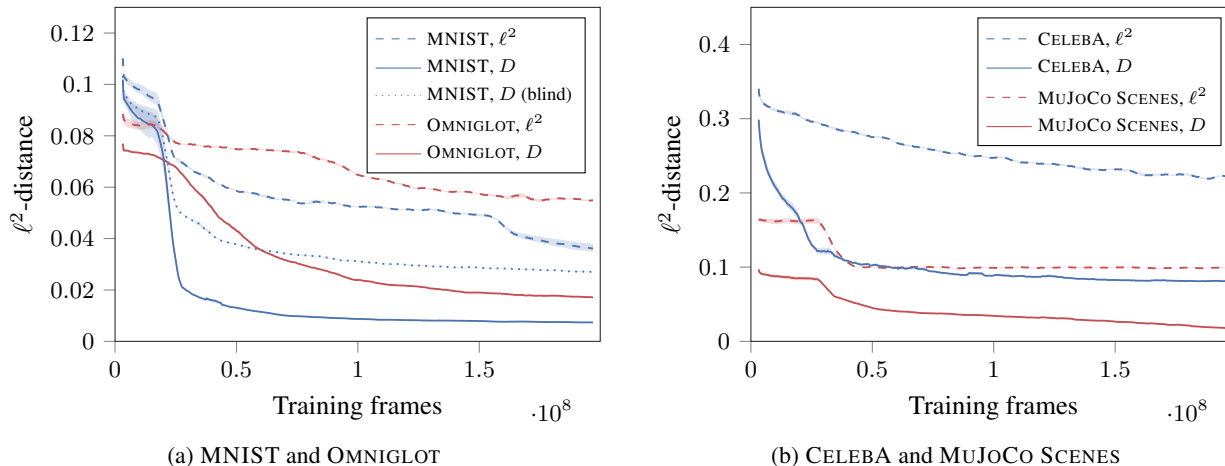 0.12
0.1
0.08
0.06
0.04
0.02
0
ℓ²-distance
0
0.5
1
1.5
Training frames
·10⁸
MNIST, ℓ²
MNIST, D
MNIST, D (blind)
OMNIGLOT, ℓ²
OMNIGLOT, D
(a) MNIST and OMNIGLOT
0.4
0.3
0.2
0.1
0
ℓ²-distance
0
0.5
1
1.5
Training frames
·10⁸
CELEBA, ℓ²
CELEBA, D
MUJOCO SCENES, ℓ²
MUJOCO SCENES, D
(b) CELEBA and MUJOCO SCENES